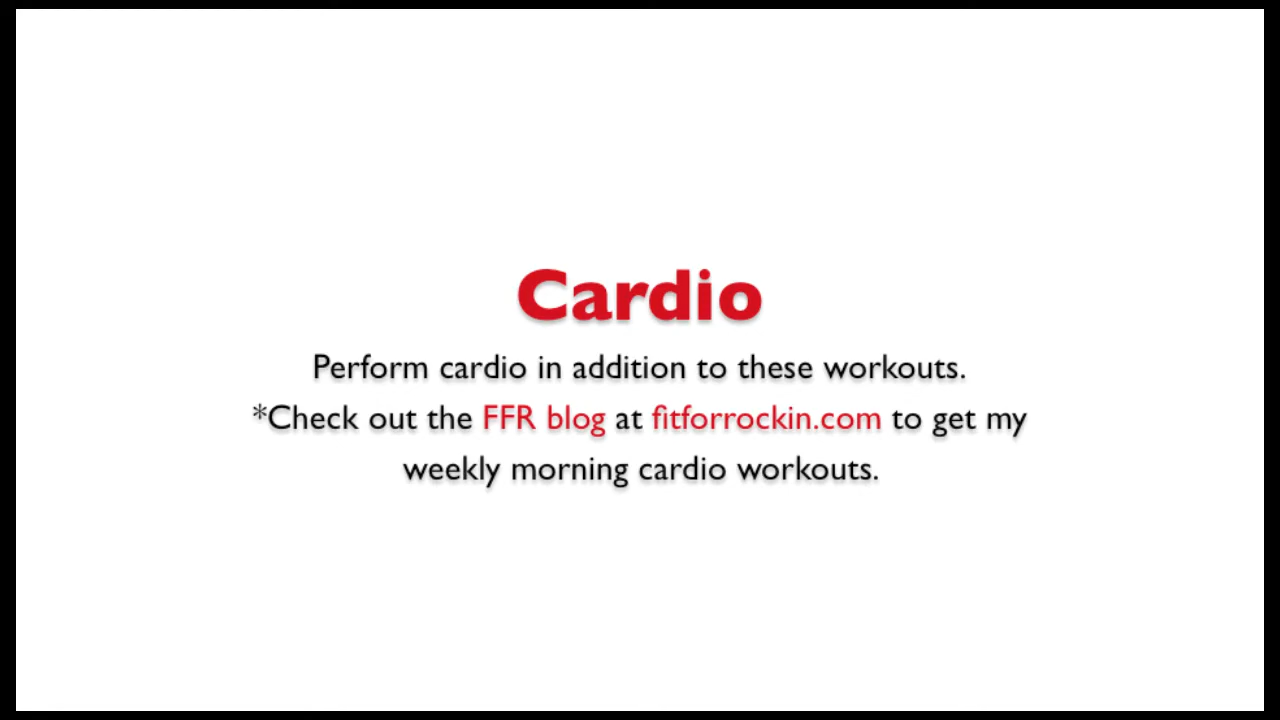 Cardio
Perform cardio in addition to these workouts.
*Check out the FFR blog at fitforrockin.com to get my
weekly morning cardio workouts.